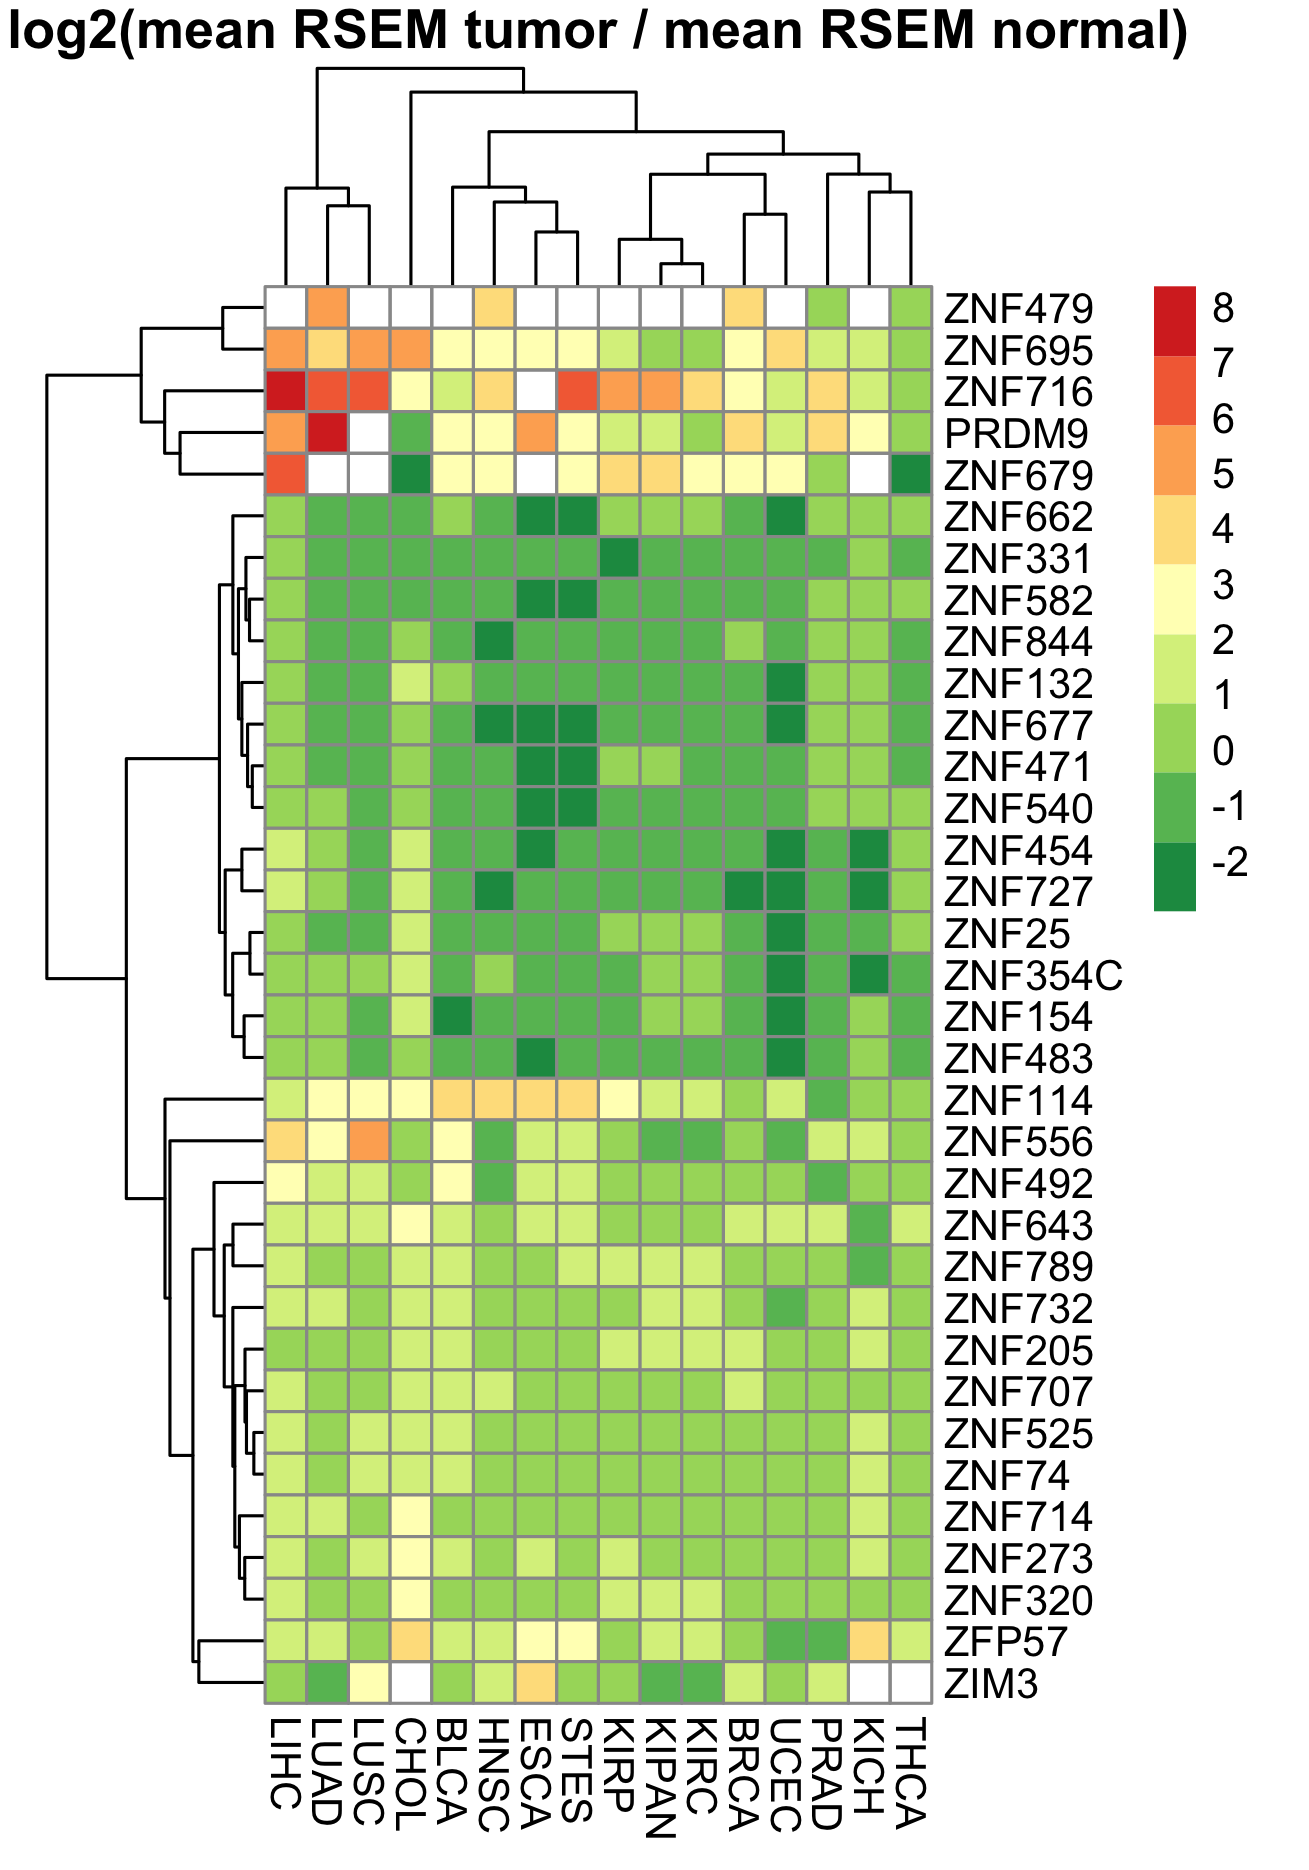 log2(mean RSEM tumor / mean RSEM normal)
ZNF479
ZNF695
ZNF716
PRDM9
ZNF679
ZNF662
ZNF331
ZNF582
ZNF844
ZNF132
ZNF677
ZNF471
ZNF540
ZNF454
ZNF727
ZNF25
ZNF354C
ZNF154
ZNF483
ZNF114
ZNF556
ZNF492
ZNF643
ZNF789
ZNF732
ZNF205
ZNF707
ZNF525
ZNF74
ZNF714
ZNF273
ZNF320
ZFP57
ZIM3
8
7
6
5
4
3
2
1
0
-1
-2
LIHC
LUAD
LUSC
CHOL
BLCA
HNSC
ESCA
STES
KIRP
KIPAN
KIRC
BRCA
UCEC
PRAD
KICH
THCA